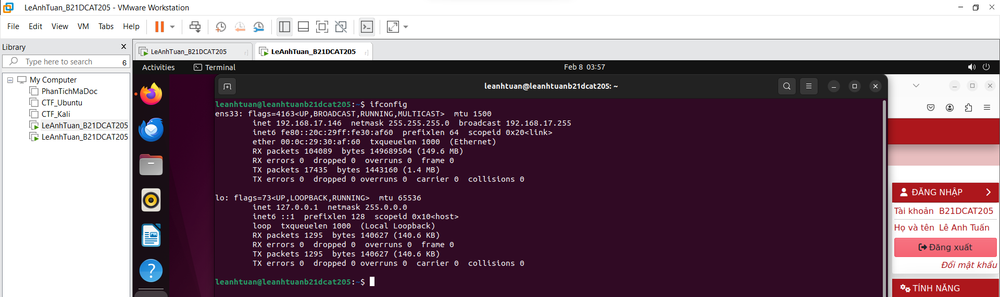 LeAnhTuan_B21DCAT205 - VMware Workstation
File Edit View VM Tabs Help
Library
Type here to search
6
My Computer
PhanTichMaDoc
CTF_Ubuntu
CTF_Kali
LeAnhTuan_B21DCAT205
LeAnhTuan_B21DCAT205
LeAnhTuan_B21DCAT205
LeAnhTuan_B21DCAT205
Activities Terminal Feb 8 03:57
leanhtuan@leanhtuanb21dcat205: ~
leanhtuan@leanhtuanb21dcat205:~$ ifconfig
ens33: flags=4163<UP,BROADCAST,RUNNING,MULTICAST>  mtu 1500
inet 192.168.17.146  netmask 255.255.255.0  broadcast 192.168.17.255
inet6 fe80::20c:29ff:fe30:af60  prefixlen 64  scopeid 0x20<link>
ether 00:0c:29:30:af:60  txqueuelen 1000  (Ethernet)
RX packets 104089  bytes 149689504 (149.6 MB)
RX errors 0  dropped 0  overruns 0  frame 0
TX packets 17435  bytes 1443160 (1.4 MB)
TX errors 0  dropped 0 overruns 0  carrier 0  collisions 0
lo: flags=73<UP,LOOPBACK,RUNNING>  mtu 65536
inet 127.0.0.1  netmask 255.0.0.0
inet6 ::1  prefixlen 128  scopeid 0x10<host>
loop  txqueuelen 1000  (Local Loopback)
RX packets 1295  bytes 140627 (140.6 KB)
RX errors 0  dropped 0  overruns 0  frame 0
TX packets 1295  bytes 140627 (140.6 KB)
TX errors 0  dropped 0 overruns 0  carrier 0  collisions 0
leanhtuan@leanhtuanb21dcat205:~$
ĐĂNG NHẬP
Tài khoản B21DCAT205
Họ và tên Lê Anh Tuấn
Đăng xuất
Đổi mật khẩu
TÍNH NĂNG